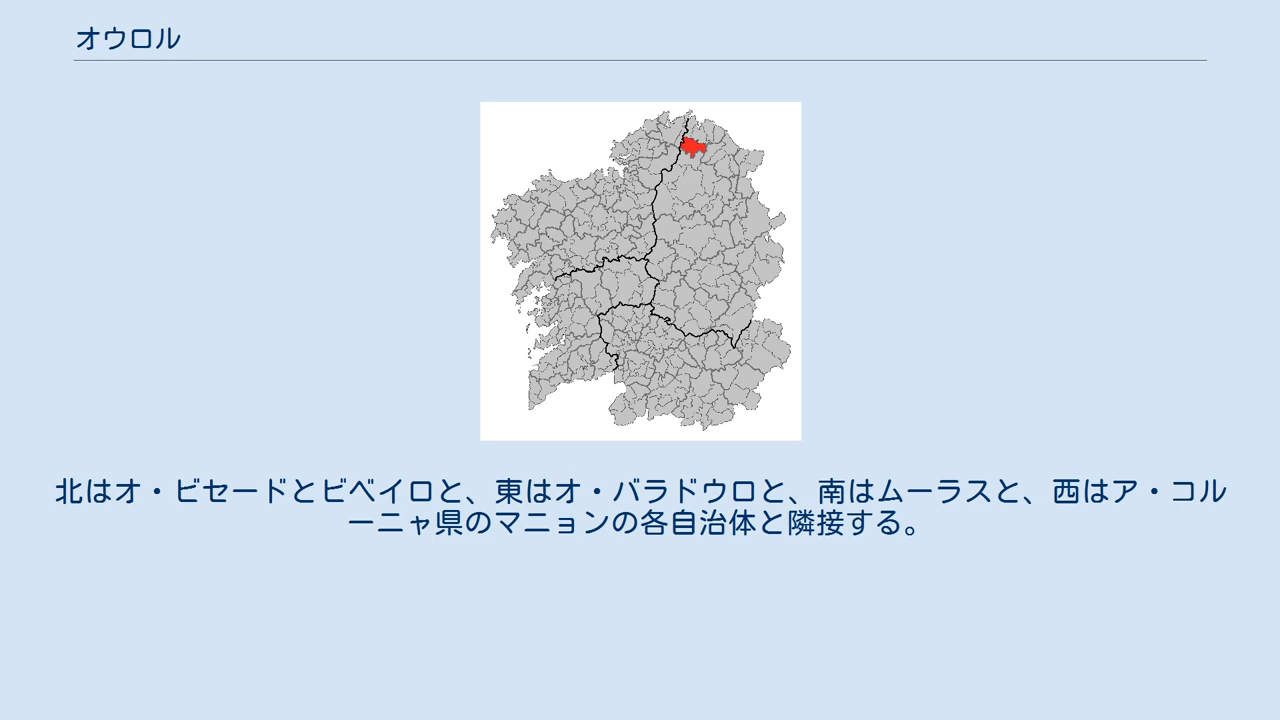 オウロル
北はオ・ビセードとビベイロと、東はオ・バラドウロと、南はムーラスと、西はア・コル
ーニャ県のマニョンの各自治体と隣接する。